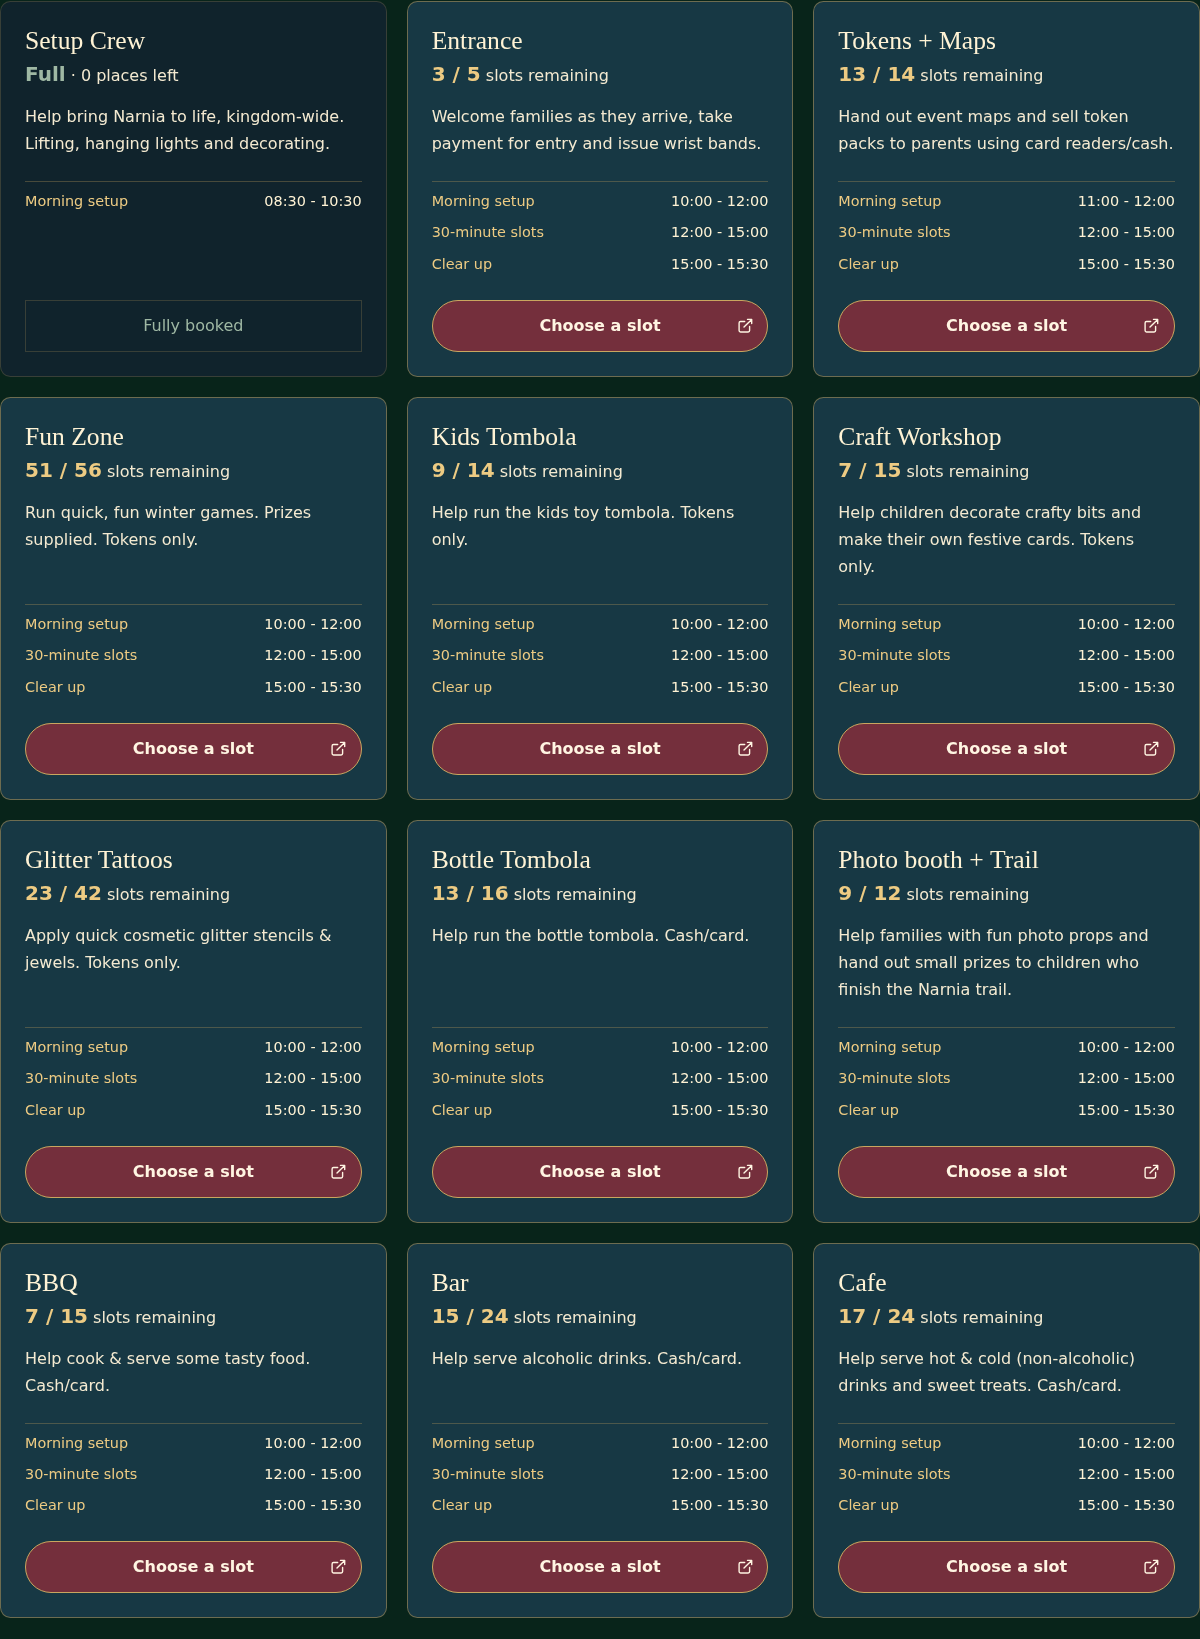 Setup Crew
Full · 0 places left
Help bring Narnia to life, kingdom-wide.
Lifting, hanging lights and decorating.
Morning setup 08:30 - 10:30
Fully booked
Entrance
3 / 5 slots remaining
Welcome families as they arrive, take
payment for entry and issue wrist bands.
Morning setup 10:00 - 12:00
30-minute slots 12:00 - 15:00
Clear up 15:00 - 15:30
Choose a slot
Tokens + Maps
13 / 14 slots remaining
Hand out event maps and sell token
packs to parents using card readers/cash.
Morning setup 11:00 - 12:00
30-minute slots 12:00 - 15:00
Clear up 15:00 - 15:30
Choose a slot
Fun Zone
51 / 56 slots remaining
Run quick, fun winter games. Prizes
supplied. Tokens only.
Morning setup 10:00 - 12:00
30-minute slots 12:00 - 15:00
Clear up 15:00 - 15:30
Choose a slot
Kids Tombola
9 / 14 slots remaining
Help run the kids toy tombola. Tokens
only.
Morning setup 10:00 - 12:00
30-minute slots 12:00 - 15:00
Clear up 15:00 - 15:30
Choose a slot
Craft Workshop
7 / 15 slots remaining
Help children decorate crafty bits and
make their own festive cards. Tokens
only.
Morning setup 10:00 - 12:00
30-minute slots 12:00 - 15:00
Clear up 15:00 - 15:30
Choose a slot
Glitter Tattoos
23 / 42 slots remaining
Apply quick cosmetic glitter stencils &
jewels. Tokens only.
Morning setup 10:00 - 12:00
30-minute slots 12:00 - 15:00
Clear up 15:00 - 15:30
Choose a slot
Bottle Tombola
13 / 16 slots remaining
Help run the bottle tombola. Cash/card.
Morning setup 10:00 - 12:00
30-minute slots 12:00 - 15:00
Clear up 15:00 - 15:30
Choose a slot
Photo booth + Trail
9 / 12 slots remaining
Help families with fun photo props and
hand out small prizes to children who
finish the Narnia trail.
Morning setup 10:00 - 12:00
30-minute slots 12:00 - 15:00
Clear up 15:00 - 15:30
Choose a slot
BBQ
7 / 15 slots remaining
Help cook & serve some tasty food.
Cash/card.
Morning setup 10:00 - 12:00
30-minute slots 12:00 - 15:00
Clear up 15:00 - 15:30
Choose a slot
Bar
15 / 24 slots remaining
Help serve alcoholic drinks. Cash/card.
Morning setup 10:00 - 12:00
30-minute slots 12:00 - 15:00
Clear up 15:00 - 15:30
Choose a slot
Cafe
17 / 24 slots remaining
Help serve hot & cold (non-alcoholic)
drinks and sweet treats. Cash/card.
Morning setup 10:00 - 12:00
30-minute slots 12:00 - 15:00
Clear up 15:00 - 15:30
Choose a slot